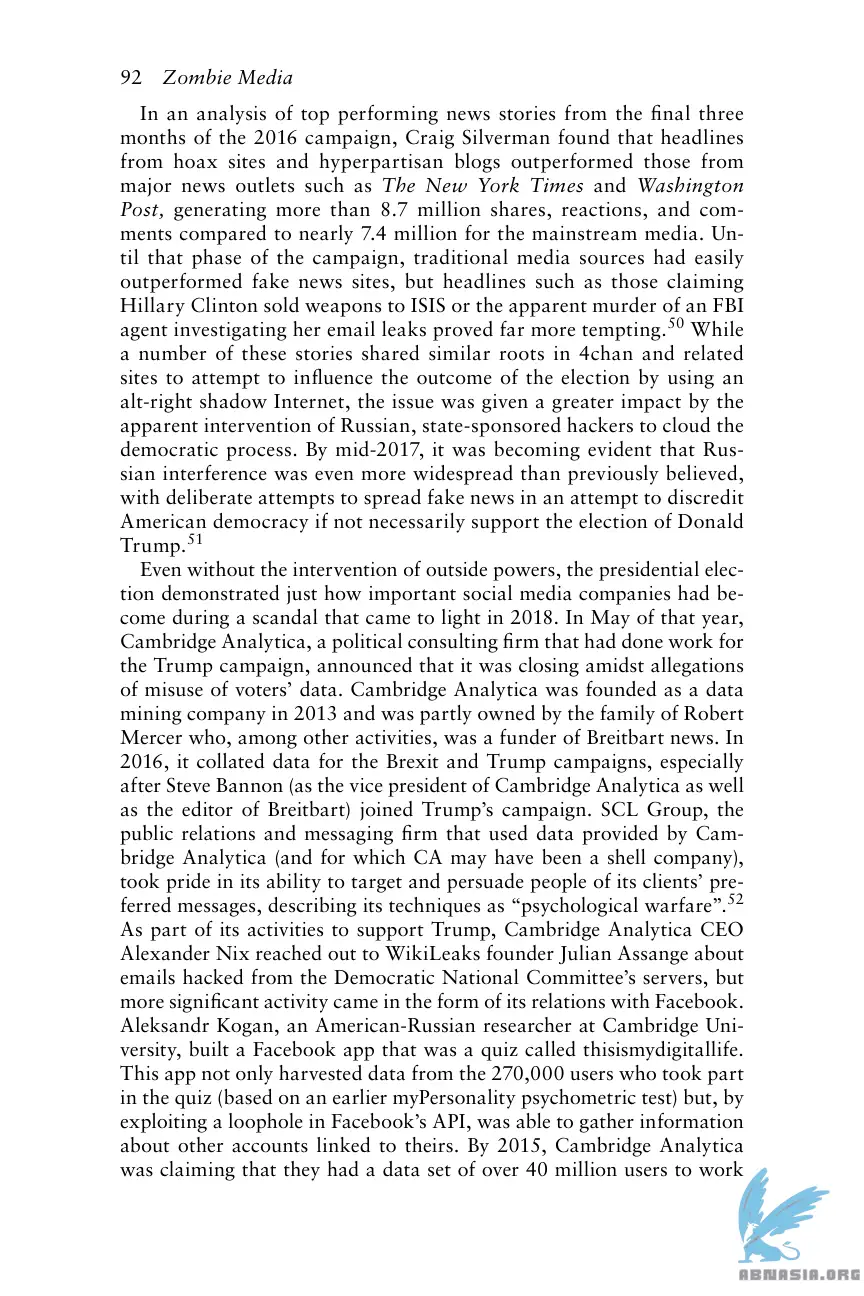 92 Zombie Media
In an analysis of top performing news stories from the final three
months of the 2016 campaign, Craig Silverman found that headlines
from hoax sites and hyperpartisan blogs outperformed those from
major news outlets such as The New York Times and Washington
Post, generating more than 8.7 million shares, reactions, and com-
ments compared to nearly 7.4 million for the mainstream media. Un-
til that phase of the campaign, traditional media sources had easily
outperformed fake news sites, but headlines such as those claiming
Hillary Clinton sold weapons to ISIS or the apparent murder of an FBI
agent investigating her email leaks proved far more tempting.50 While
a number of these stories shared similar roots in 4chan and related
sites to attempt to influence the outcome of the election by using an
alt-right shadow Internet, the issue was given a greater impact by the
apparent intervention of Russian, state-sponsored hackers to cloud the
democratic process. By mid-2017, it was becoming evident that Rus-
sian interference was even more widespread than previously believed,
with deliberate attempts to spread fake news in an attempt to discredit
American democracy if not necessarily support the election of Donald
Trump.51
Even without the intervention of outside powers, the presidential elec-
tion demonstrated just how important social media companies had be-
come during a scandal that came to light in 2018. In May of that year,
Cambridge Analytica, a political consulting firm that had done work for
the Trump campaign, announced that it was closing amidst allegations
of misuse of voters' data. Cambridge Analytica was founded as a data
mining company in 2013 and was partly owned by the family of Robert
Mercer who, among other activities, was a funder of Breitbart news. In
2016, it collated data for the Brexit and Trump campaigns, especially
after Steve Bannon (as the vice president of Cambridge Analytica as well
as the editor of Breitbart) joined Trump's campaign. SCL Group, the
public relations and messaging firm that used data provided by Cam-
bridge Analytica (and for which CA may have been a shell company),
took pride in its ability to target and persuade people of its clients' pre-
ferred messages, describing its techniques as "psychological warfare".52
As part of its activities to support Trump, Cambridge Analytica CEO
Alexander Nix reached out to WikiLeaks founder Julian Assange about
emails hacked from the Democratic National Committee's servers, but
more significant activity came in the form of its relations with Facebook.
Aleksandr Kogan, an American-Russian researcher at Cambridge Uni-
versity, built a Facebook app that was a quiz called thisismydigitallife.
This app not only harvested data from the 270,000 users who took part
in the quiz (based on an earlier myPersonality psychometric test) but, by
exploiting a loophole in Facebook's API, was able to gather information
about other accounts linked to theirs. By 2015, Cambridge Analytica
was claiming that they had a data set of over 40 million users to work
ABNASIA.ORG